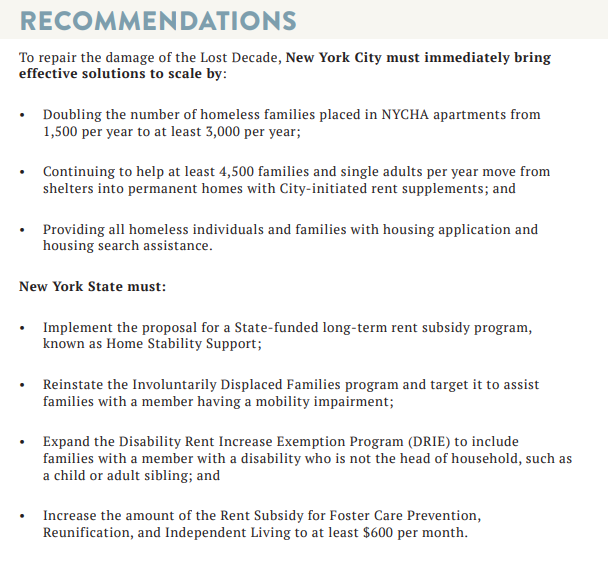 RECOMMENDATIONS
To repair the damage of the Lost Decade, New York City must immediately bring
effective solutions to scale by:
• Doubling the number of homeless families placed in NYCHA apartments from
1,500 per year to at least 3,000 per year;
• Continuing to help at least 4,500 families and single adults per year move from
shelters into permanent homes with City-initiated rent supplements; and
• Providing all homeless individuals and families with housing application and
housing search assistance.
New York State must:
• Implement the proposal for a State-funded long-term rent subsidy program,
known as Home Stability Support;
• Reinstate the Involuntarily Displaced Families program and target it to assist
families with a member having a mobility impairment;
• Expand the Disability Rent Increase Exemption Program (DRIE) to include
families with a member with a disability who is not the head of household, such as
a child or adult sibling; and
• Increase the amount of the Rent Subsidy for Foster Care Prevention,
Reunification, and Independent Living to at least $600 per month.